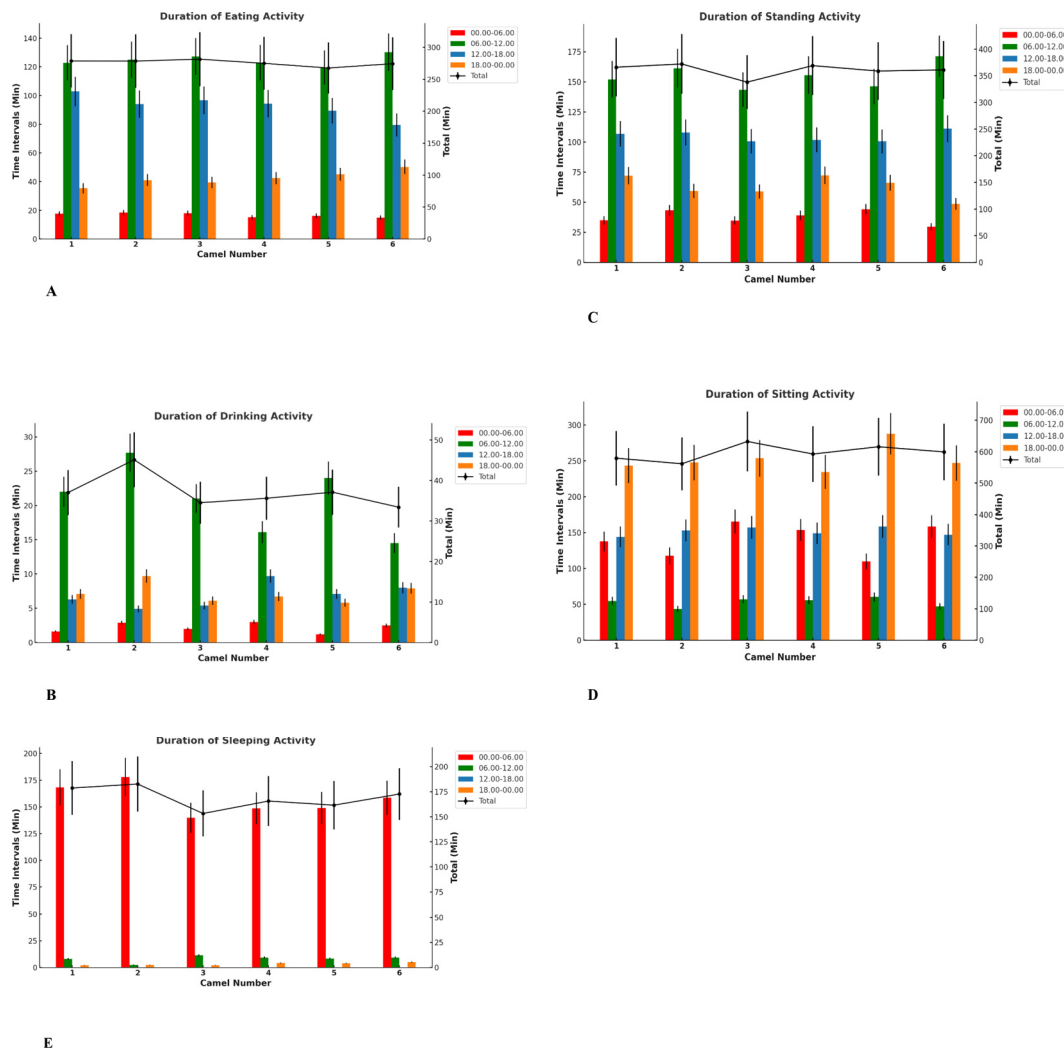 Duration of Eating Activity
Time Intervals (Min)
140
120
100
80
60
40
20
0
1 2 3 4 5 6
Camel Number
300
250
200
150
100
50
0
Total (Min)
00.00-06.00
06.00-12.00
12.00-18.00
18.00-00.00
Total
A
Duration of Standing Activity
Time Intervals (Min)
175
150
125
100
75
50
25
0
1 2 3 4 5 6
Camel Number
400
350
300
250
200
150
100
50
0
Total (Min)
00.00-06.00
06.00-12.00
12.00-18.00
18.00-00.00
Total
C
Duration of Drinking Activity
Time Intervals (Min)
30
25
20
15
10
5
0
1 2 3 4 5 6
Camel Number
50
40
30
20
10
0
Total (Min)
00.00-06.00
06.00-12.00
12.00-18.00
18.00-00.00
Total
B
Duration of Sitting Activity
Time Intervals (Min)
300
250
200
150
100
50
0
1 2 3 4 5 6
Camel Number
700
600
500
400
300
200
100
0
Total (Min)
00.00-06.00
06.00-12.00
12.00-18.00
18.00-00.00
Total
D
Duration of Sleeping Activity
Time Intervals (Min)
200
175
150
125
100
75
50
25
0
1 2 3 4 5 6
Camel Number
200
175
150
125
100
75
50
25
0
Total (Min)
00.00-06.00
06.00-12.00
12.00-18.00
18.00-00.00
Total
E